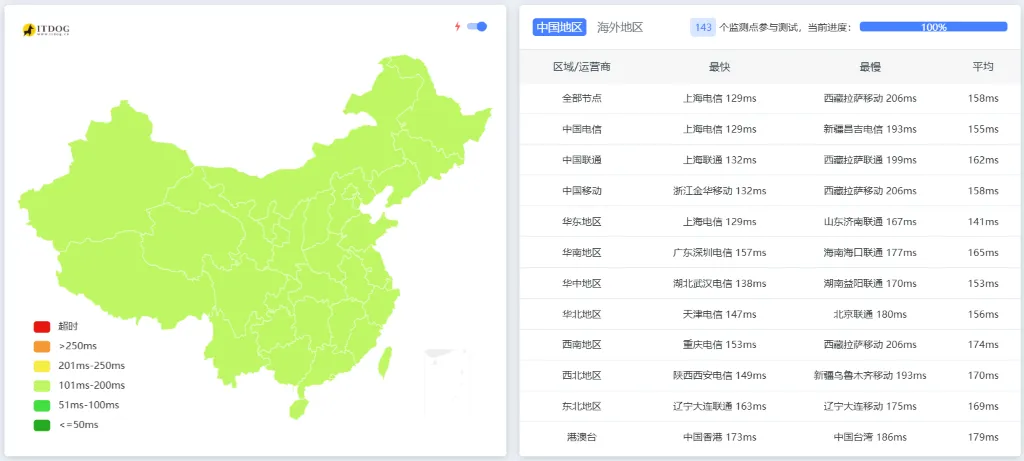 ITDOG
www.itdog.cn
超时
>250ms
201ms-250ms
101ms-200ms
51ms-100ms
<=50ms
中国地区 海外地区 143 个监测点参与测试，当前进度： 100%
区域/运营商 最快 最慢 平均
全部节点 上海电信 129ms 西藏拉萨移动 206ms 158ms
中国电信 上海电信 129ms 新疆昌吉电信 193ms 155ms
中国联通 上海联通 132ms 西藏拉萨联通 199ms 162ms
中国移动 浙江金华移动 132ms 西藏拉萨移动 206ms 158ms
华东地区 上海电信 129ms 山东济南联通 167ms 141ms
华南地区 广东深圳电信 157ms 海南海口联通 177ms 165ms
华中地区 湖北武汉电信 138ms 湖南益阳联通 170ms 153ms
华北地区 天津电信 147ms 北京联通 180ms 156ms
西南地区 重庆电信 153ms 西藏拉萨移动 206ms 174ms
西北地区 陕西西安电信 149ms 新疆乌鲁木齐移动 193ms 170ms
东北地区 辽宁大连联通 163ms 辽宁大连移动 175ms 169ms
港澳台 中国香港 173ms 中国台湾 186ms 179ms